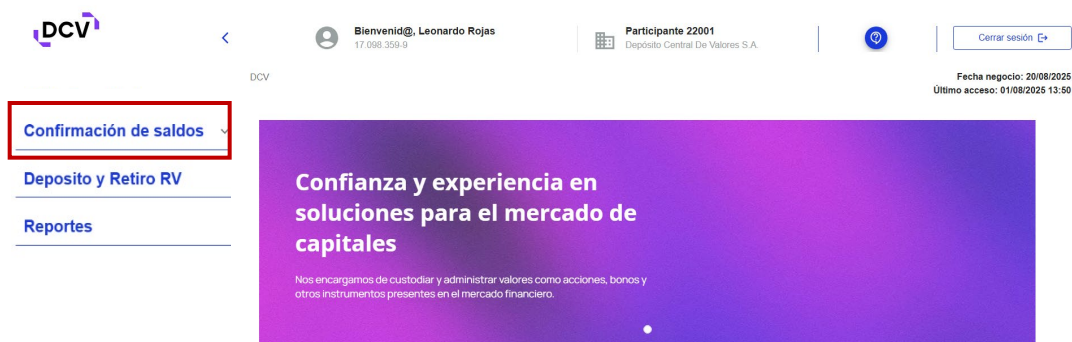 DCV
Bienvenid@, Leonardo Rojas
17.098.359-9
Participante 22001
Depósito Central De Valores S.A.
Cerrar sesión
DCV
Fecha negocio: 20/08/2025
Último acceso: 01/08/2025 13:50
Confirmación de saldos
Deposito y Retiro RV
Reportes
Confianza y experiencia en
soluciones para el mercado de
capitales
Nos encargamos de custodiar y administrar valores como acciones, bonos y
otros instrumentos presentes en el mercado financiero.